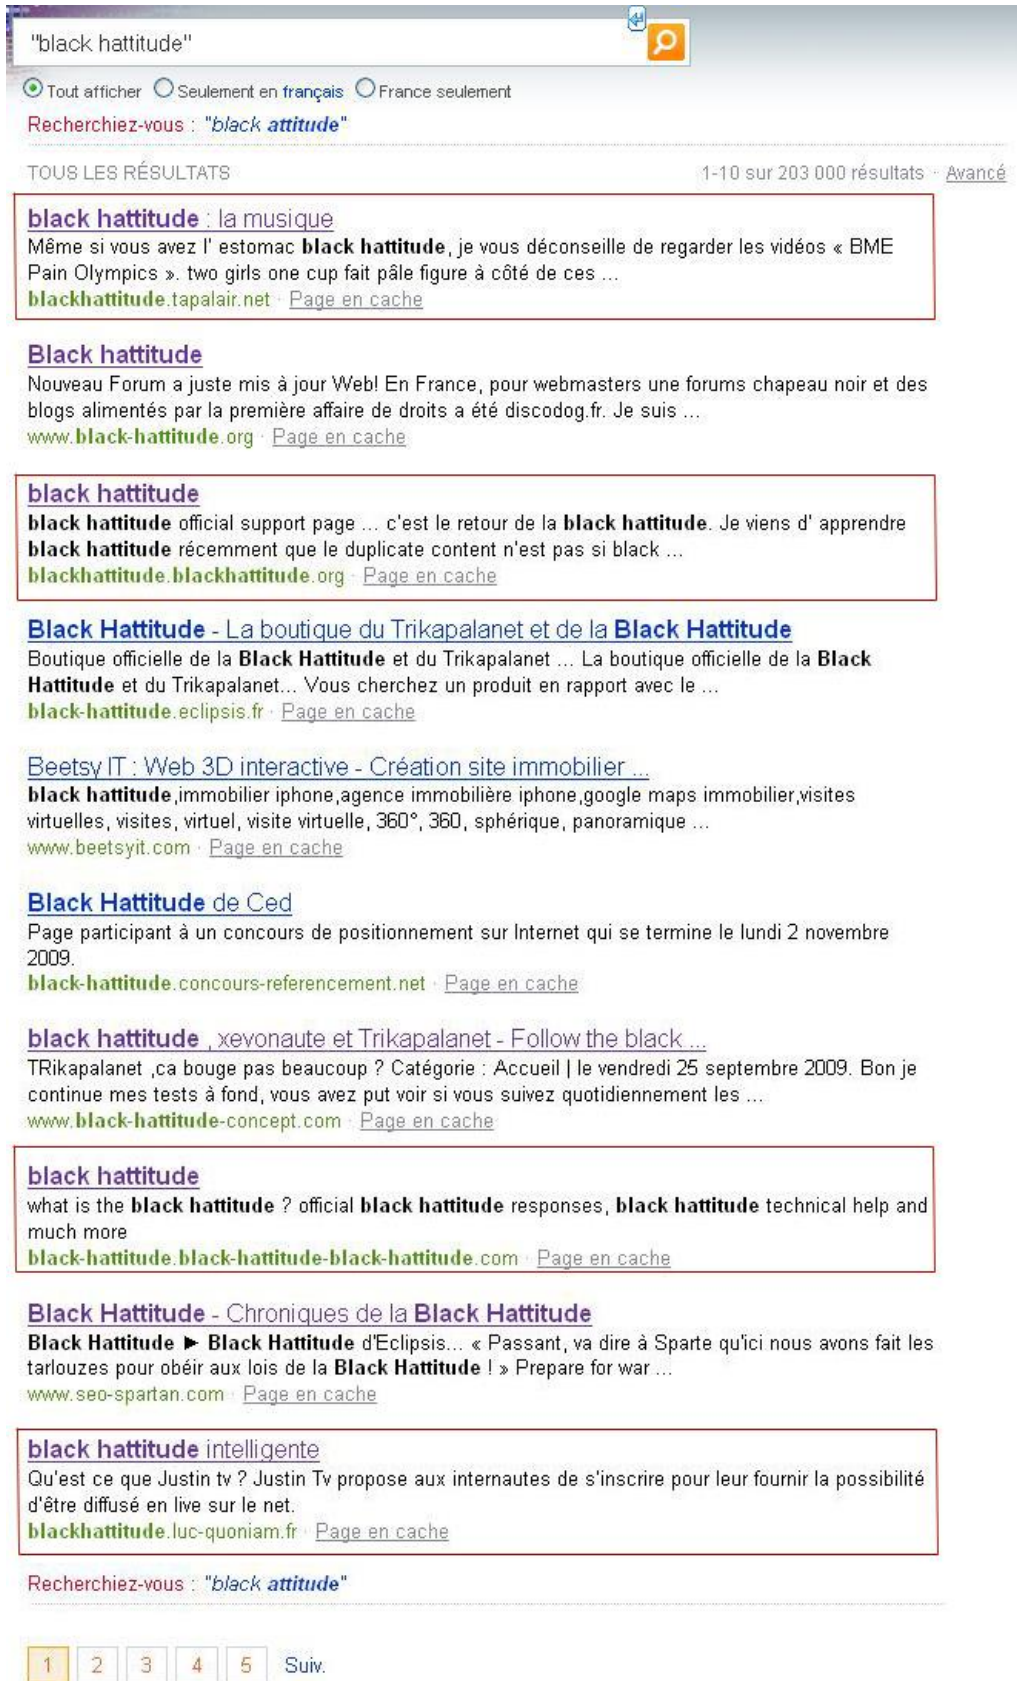 "black hattitude"
Tout afficher Seulement en français France seulement
Recherchiez-vous : "black attitude"
TOUS LES RÉSULTATS 1-10 sur 203 000 résultats · Avancé
black hattitude : la musique
Même si vous avez l' estomac black hattitude, je vous déconseille de regarder les vidéos « BME
Pain Olympics ». two girls one cup fait pâle figure à côté de ces ...
blackhattitude.tapalair.net · Page en cache
Black hattitude
Nouveau Forum a juste mis à jour Web! En France, pour webmasters une forums chapeau noir et des
blogs alimentés par la première affaire de droits a été discodog.fr. Je suis ...
www.black-hattitude.org · Page en cache
black hattitude
black hattitude official support page ... c'est le retour de la black hattitude. Je viens d' apprendre
black hattitude récemment que le duplicate content n'est pas si black ...
blackhattitude.blackhattitude.org · Page en cache
Black Hattitude - La boutique du Trikapalanet et de la Black Hattitude
Boutique officielle de la Black Hattitude et du Trikapalanet ... La boutique officielle de la Black
Hattitude et du Trikapalanet... Vous cherchez un produit en rapport avec le ...
black-hattitude.eclipsis.fr · Page en cache
Beetsy IT : Web 3D interactive - Création site immobilier ...
black hattitude,immobilier iphone,agence immobilière iphone,google maps immobilier,visites
virtuelles, visites, virtuel, visite virtuelle, 360°, 360, sphérique, panoramique ...
www.beetsyit.com · Page en cache
Black Hattitude de Ced
Page participant à un concours de positionnement sur Internet qui se termine le lundi 2 novembre
2009.
black-hattitude.concours-referencement.net · Page en cache
black hattitude , xevonaute et Trikapalanet - Follow the black ...
TRikapalanet ,ca bouge pas beaucoup ? Catégorie : Accueil | le vendredi 25 septembre 2009. Bon je
continue mes tests à fond, vous avez put voir si vous suivez quotidiennement les ...
www.black-hattitude-concept.com · Page en cache
black hattitude
what is the black hattitude ? official black hattitude responses, black hattitude technical help and
much more
black-hattitude.black-hattitude-black-hattitude.com · Page en cache
Black Hattitude - Chroniques de la Black Hattitude
Black Hattitude ► Black Hattitude d'Eclipsis... « Passant, va dire à Sparte qu'ici nous avons fait les
tarlouzes pour obéir aux lois de la Black Hattitude ! » Prepare for war ...
www.seo-spartan.com · Page en cache
black hattitude intelligente
Qu'est ce que Justin tv ? Justin Tv propose aux internautes de s'inscrire pour leur fournir la possibilité
d'être diffusé en live sur le net.
blackhattitude.luc-quoniam.fr · Page en cache
Recherchiez-vous : "black attitude"
1 2 3 4 5 Suiv.